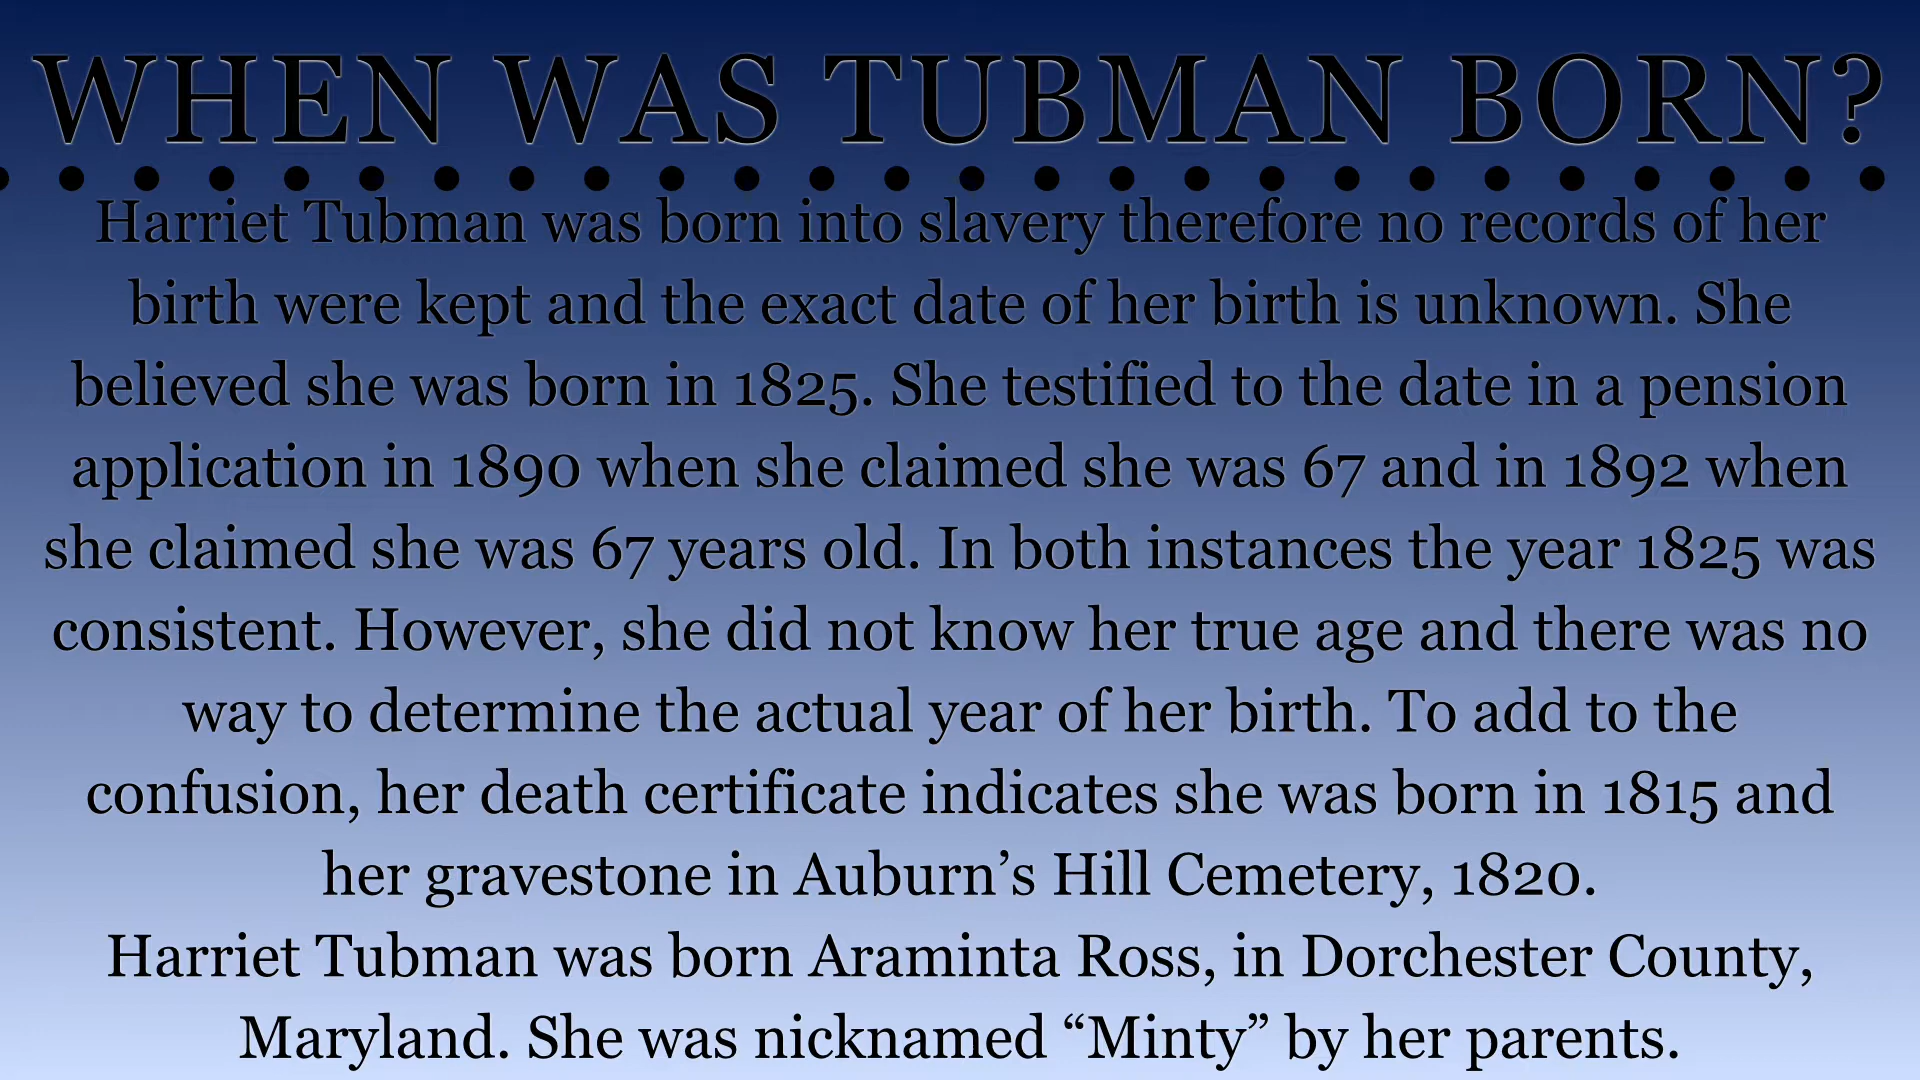 WHEN WAS TUBMAN BORN?
Harriet Tubman was born into slavery therefore no records of her
birth were kept and the exact date of her birth is unknown. She
believed she was born in 1825. She testified to the date in a pension
application in 1890 when she claimed she was 67 and in 1892 when
she claimed she was 67 years old. In both instances the year 1825 was
consistent. However, she did not know her true age and there was no
way to determine the actual year of her birth. To add to the
confusion, her death certificate indicates she was born in 1815 and
her gravestone in Auburn’s Hill Cemetery, 1820.
Harriet Tubman was born Araminta Ross, in Dorchester County,
Maryland. She was nicknamed “Minty” by her parents.